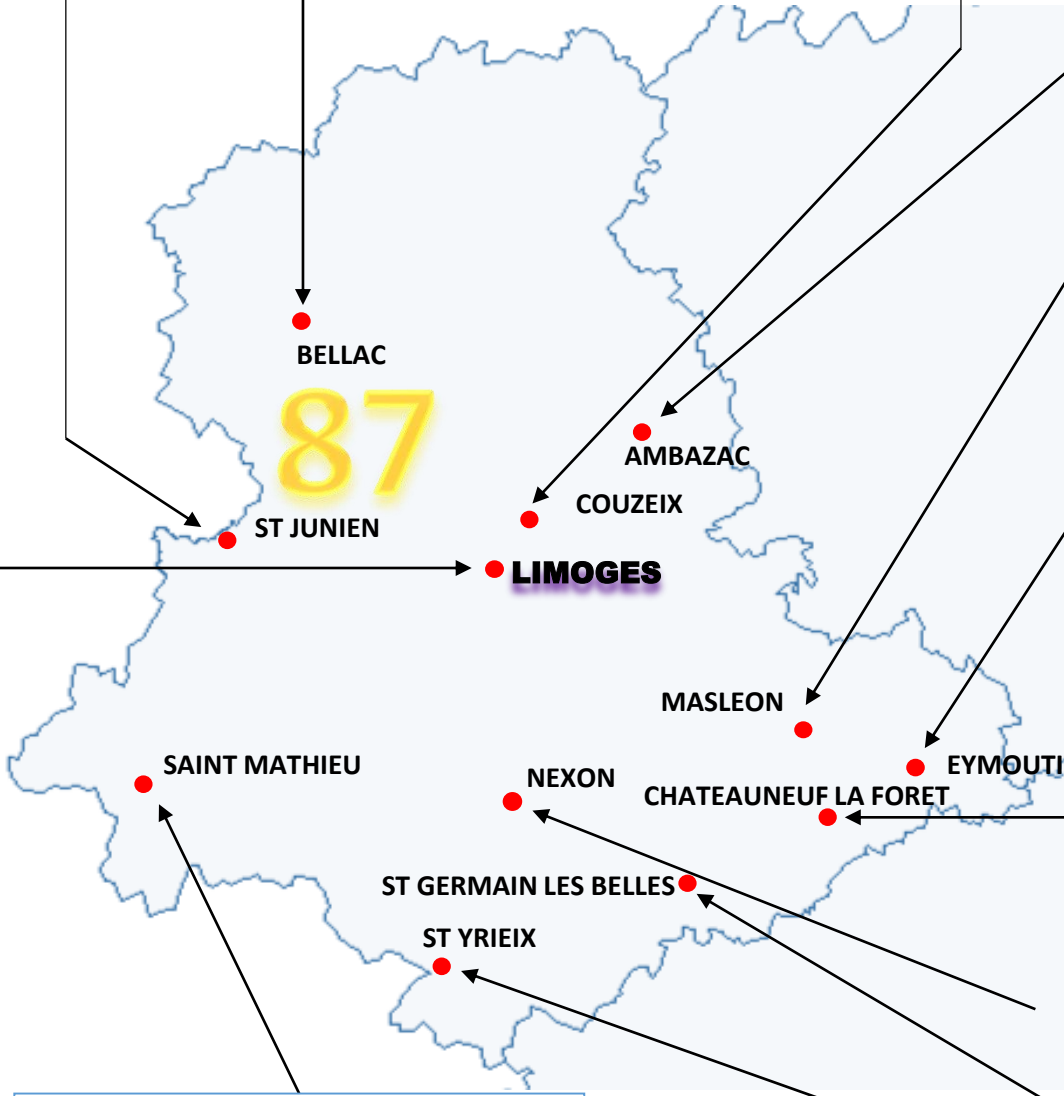 BELLAC
87
AMBAZAC
COUZEIX
ST JUNIEN
LIMOGES
MASLEON
SAINT MATHIEU
EYMOUTI
NEXON
CHATEAUNEUF LA FORET
ST GERMAIN LES BELLES
ST YRIEIX